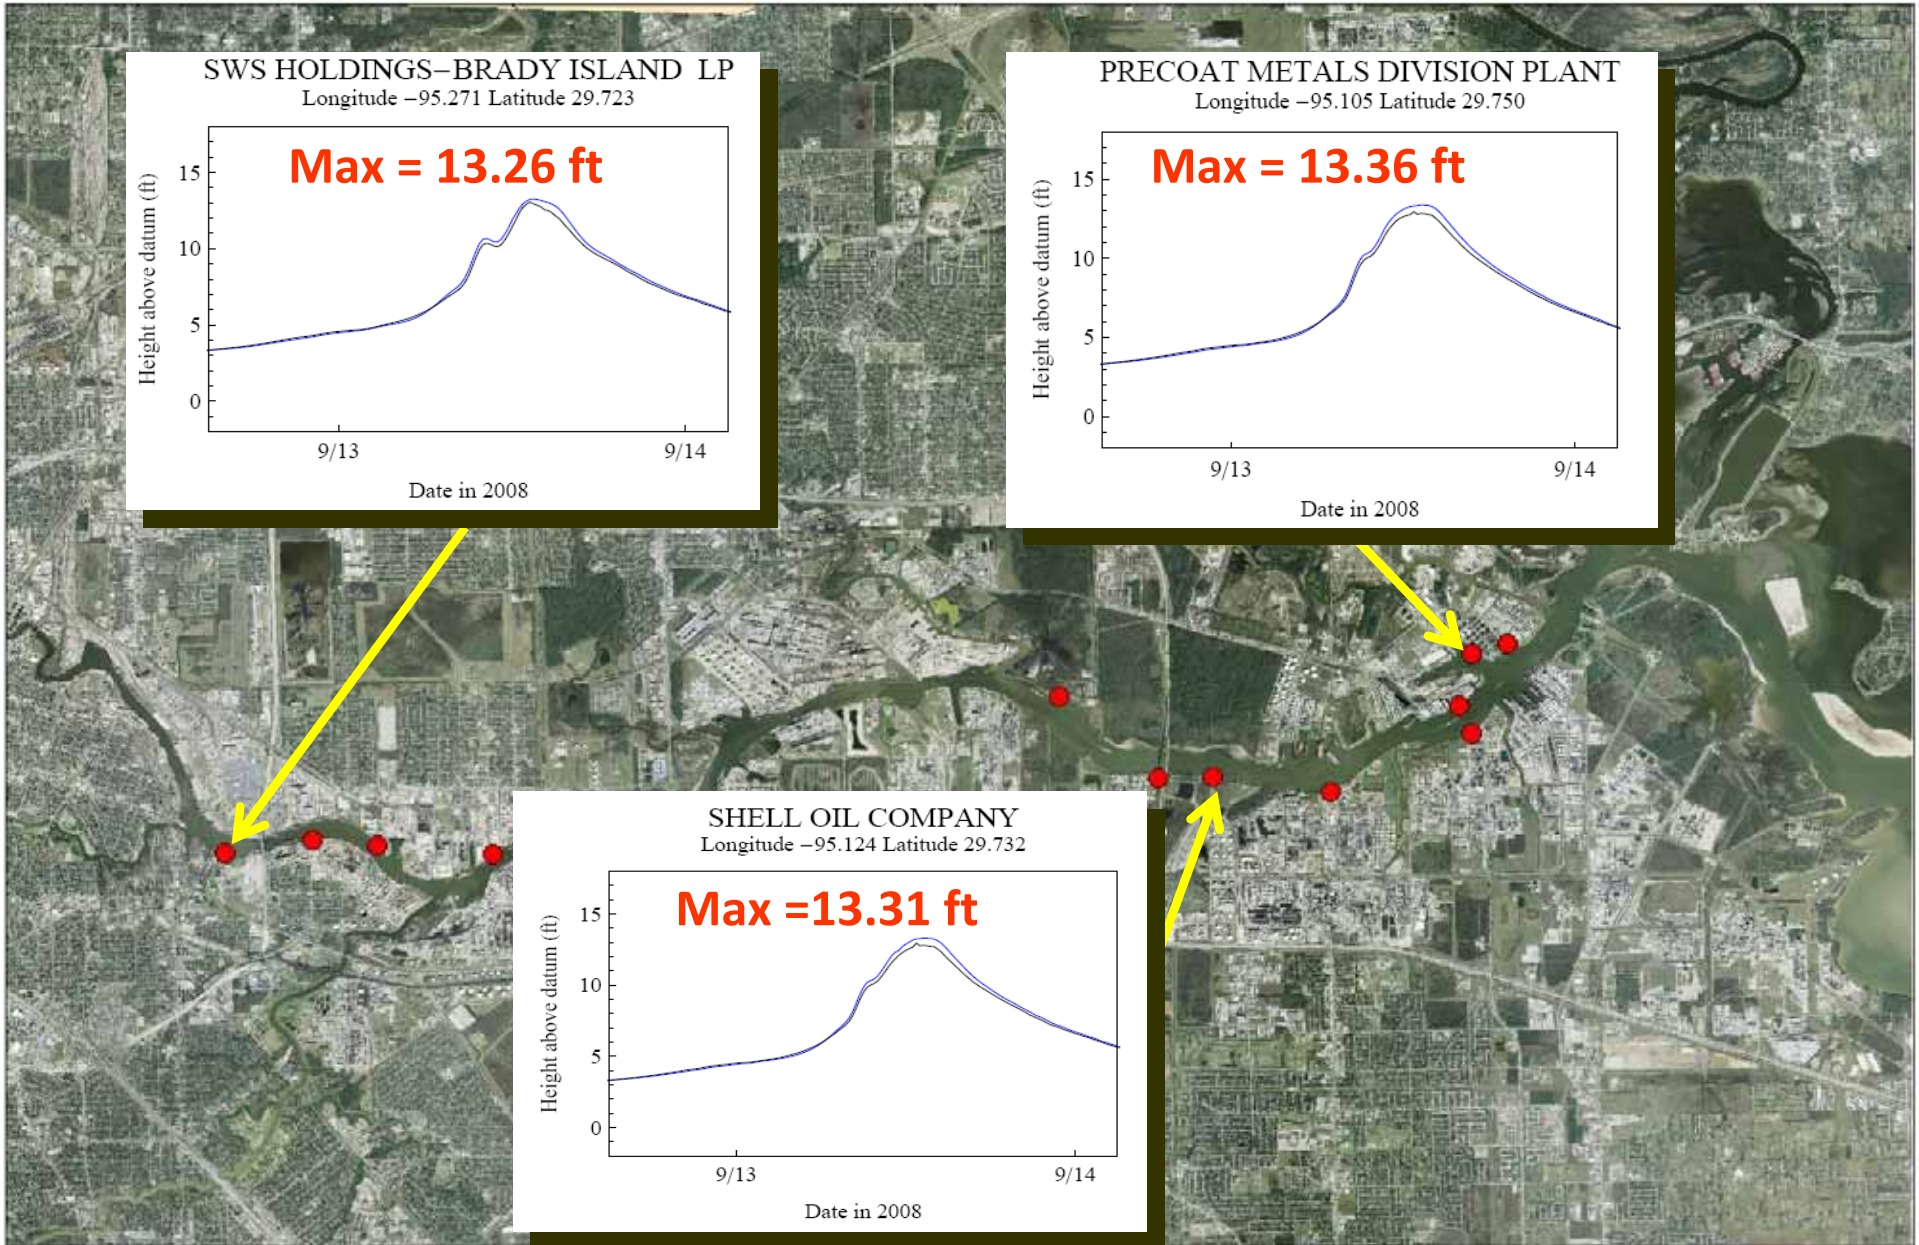 SWS HOLDINGS−BRADY ISLAND LP
Longitude −95.271 Latitude 29.723
Max = 13.26 ft
Height above datum (ft)
15
10
5
0
9/13
9/14
Date in 2008
PRECOAT METALS DIVISION PLANT
Longitude −95.105 Latitude 29.750
Max = 13.36 ft
Height above datum (ft)
15
10
5
0
9/13
9/14
Date in 2008
SHELL OIL COMPANY
Longitude −95.124 Latitude 29.732
Max =13.31 ft
Height above datum (ft)
15
10
5
0
9/13
9/14
Date in 2008